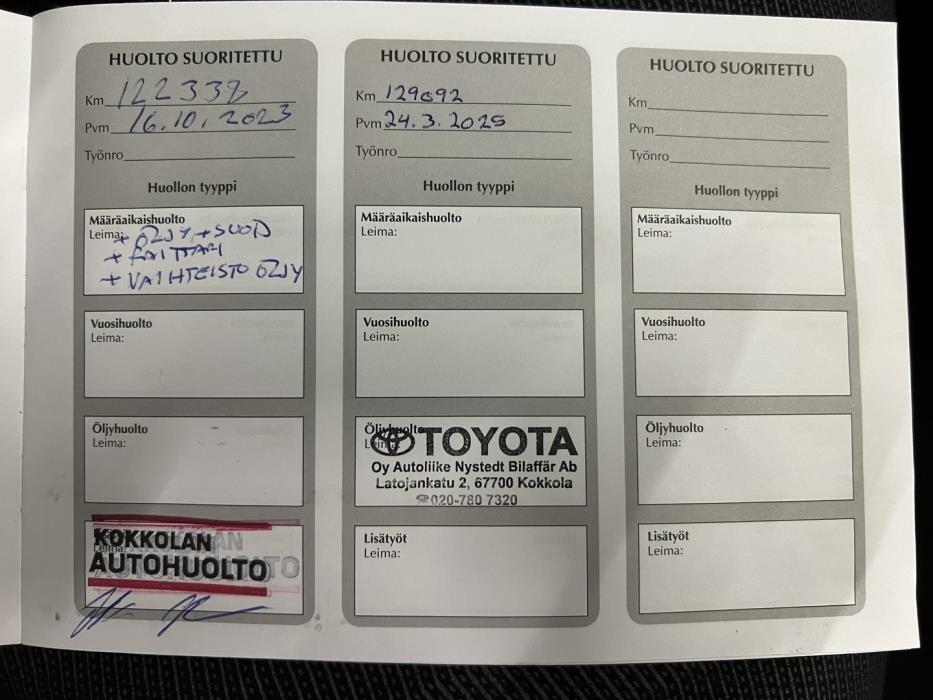 HUOLTO SUORITETTU
Km 122338
Pvm 16.10.2023
Työnro
Huollon tyyppi
Määräaikaishuolto
Leima: + ÖLJY + SUOD
+ RAITTARI
+ VAIHTEISTO ÖLJY
Vuosihuolto
Leima:
Öljyhuolto
Leima:
Leima:
KOKKOLAN
AUTOHUOLTO
HUOLTO SUORITETTU
Km 129692
Pvm 24.3.2025
Työnro
Huollon tyyppi
Määräaikaishuolto
Leima:
Vuosihuolto
Leima:
Öljyhuolto
Leima:
TOYOTA
Oy Autoliike Nystedt Bilaffär Ab
Latojankatu 2, 67700 Kokkola
☎020-780 7320
Lisätyöt
Leima:
HUOLTO SUORITETTU
Km
Pvm
Työnro
Huollon tyyppi
Määräaikaishuolto
Leima:
Vuosihuolto
Leima:
Öljyhuolto
Leima:
Lisätyöt
Leima: